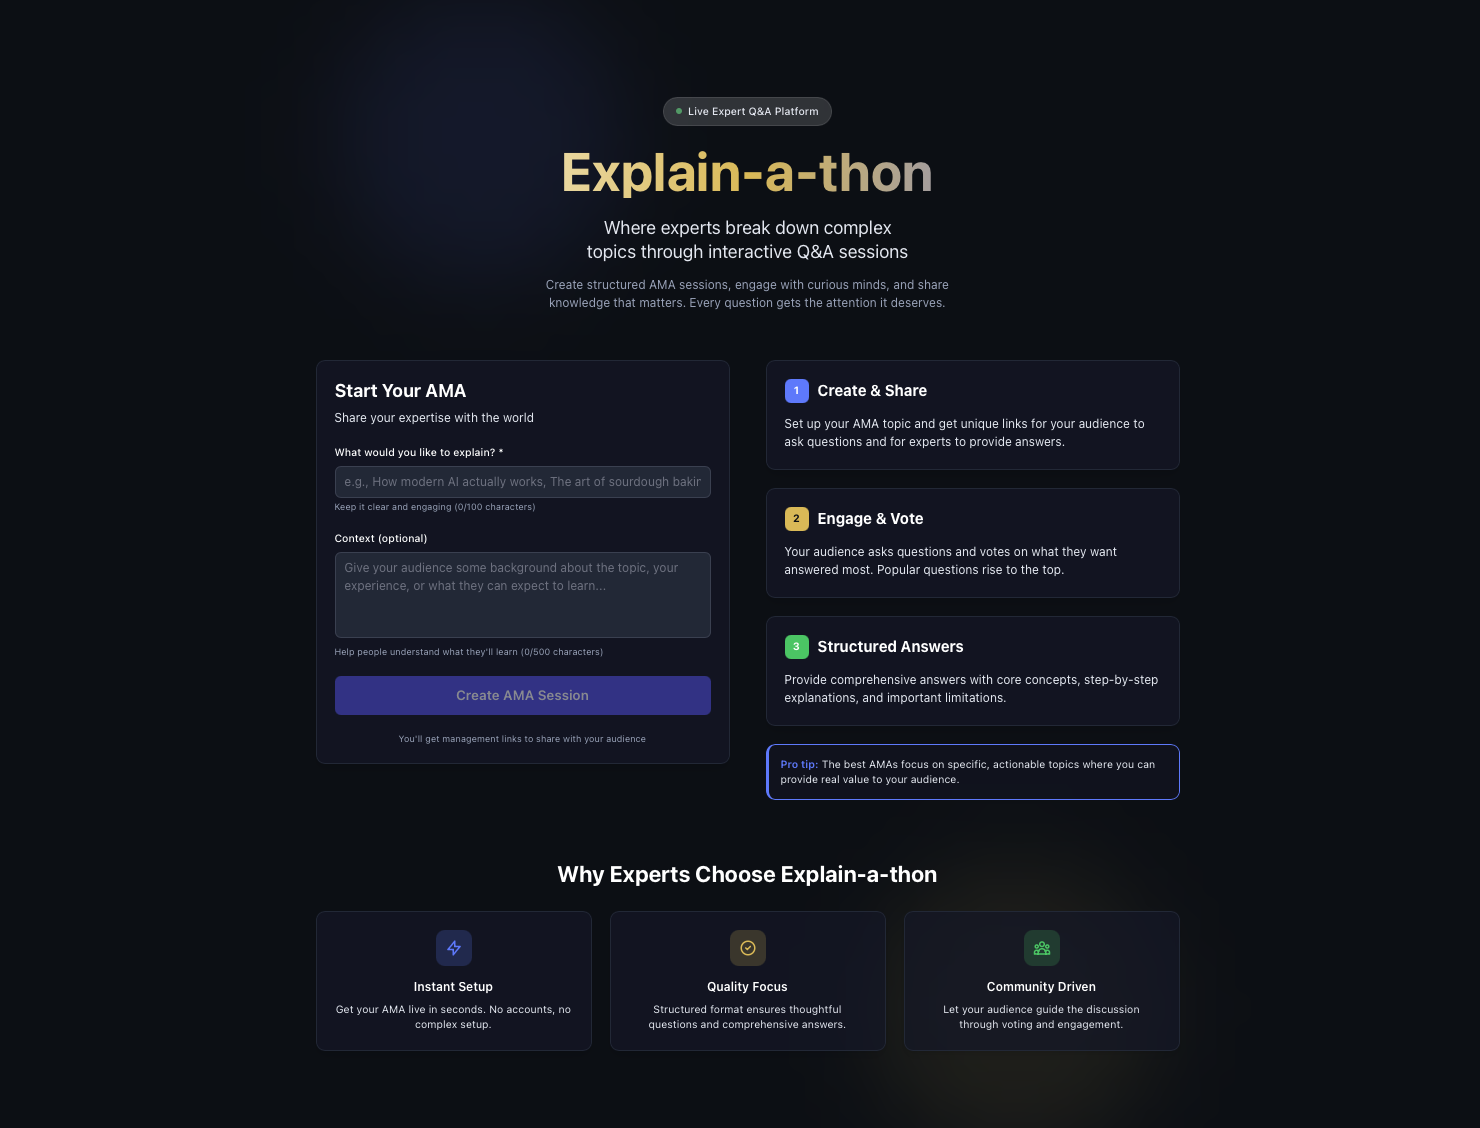 Live Expert Q&A Platform
Explain-a-thon
Where experts break down complex
topics through interactive Q&A sessions
Create structured AMA sessions, engage with curious minds, and share
knowledge that matters. Every question gets the attention it deserves.
Start Your AMA
Share your expertise with the world
What would you like to explain? *
e.g., How modern AI actually works, The art of sourdough bakin
Keep it clear and engaging (0/100 characters)
Context (optional)
Give your audience some background about the topic, your
experience, or what they can expect to learn...
Help people understand what they'll learn (0/500 characters)
Create AMA Session
You'll get management links to share with your audience
1 Create & Share
Set up your AMA topic and get unique links for your audience to
ask questions and for experts to provide answers.
2 Engage & Vote
Your audience asks questions and votes on what they want
answered most. Popular questions rise to the top.
3 Structured Answers
Provide comprehensive answers with core concepts, step-by-step
explanations, and important limitations.
Pro tip: The best AMAs focus on specific, actionable topics where you can
provide real value to your audience.
Why Experts Choose Explain-a-thon
Instant Setup
Get your AMA live in seconds. No accounts, no
complex setup.
Quality Focus
Structured format ensures thoughtful
questions and comprehensive answers.
Community Driven
Let your audience guide the discussion
through voting and engagement.